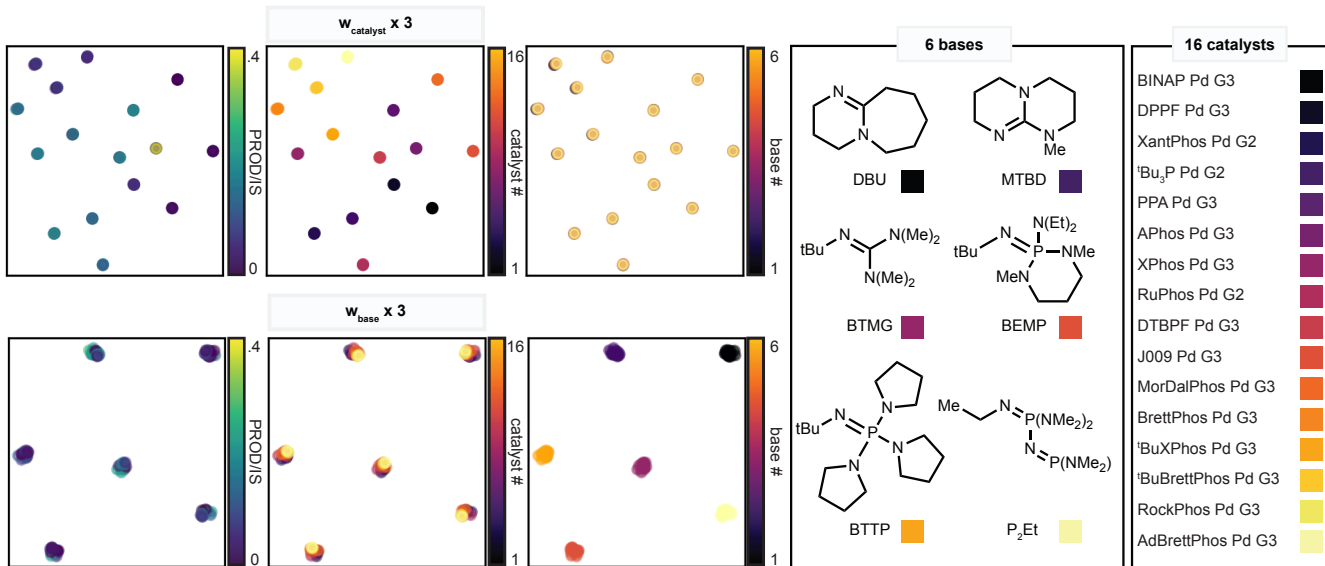 w_catalyst x 3
4
PROD/IS
0
16
catalyst #
1
6
base #
1
w_base x 3
4
PROD/IS
0
16
catalyst #
1
6
base #
1
6 bases
N
N
DBU
N
N
N
Me
MTBD
tBu
N
N(Me)₂
N(Me)₂
BTMG
N(Et)₂
tBu
N
P
NMe
MeN
BEMP
tBu
N
P
N
N
N
BTTP
Me
N
P(NMe₂)₂
N
P(NMe₂)
P₂Et
16 catalysts
BINAP Pd G3
DPPF Pd G3
XantPhos Pd G2
ᵗBu₃P Pd G2
PPA Pd G3
APhos Pd G3
XPhos Pd G3
RuPhos Pd G2
DTBPF Pd G3
J009 Pd G3
MorDalPhos Pd G3
BrettPhos Pd G3
ᵗBuXPhos Pd G3
ᵗBuBrettPhos Pd G3
RockPhos Pd G3
AdBrettPhos Pd G3